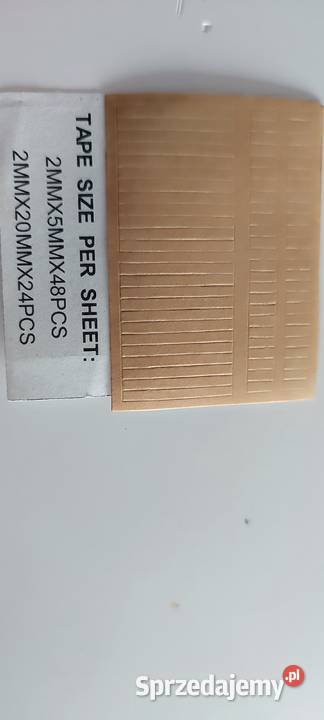 TAPE SIZE PER SHEET:
2MMX5MMX48PCS
2MMX20MMX24PCS
Sprzedajemy.pl